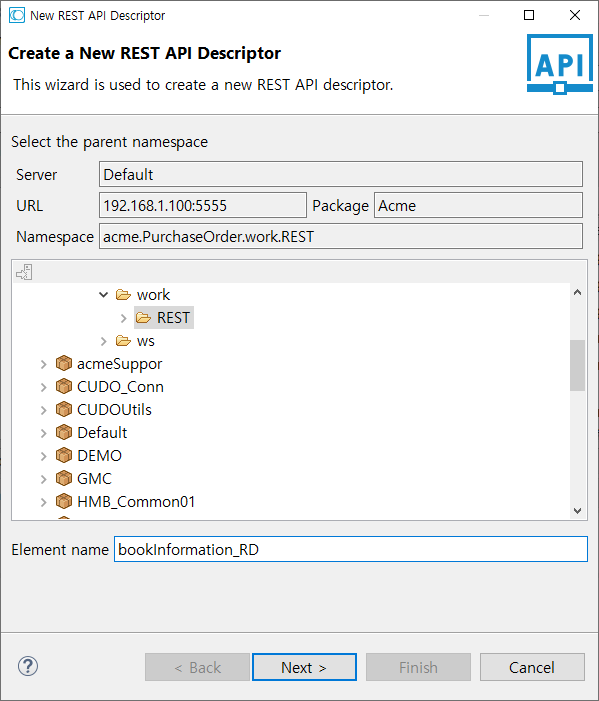 New REST API Descriptor
Create a New REST API Descriptor
This wizard is used to create a new REST API descriptor.
API
Select the parent namespace
Server Default
URL 192.168.1.100:5555 Package Acme
Namespace acme.PurchaseOrder.work.REST
work
REST
ws
acmeSuppor
CUDO_Conn
CUDOUtils
Default
DEMO
GMC
HMB_Common01
Element name bookInformation_RD
? < Back Next > Finish Cancel